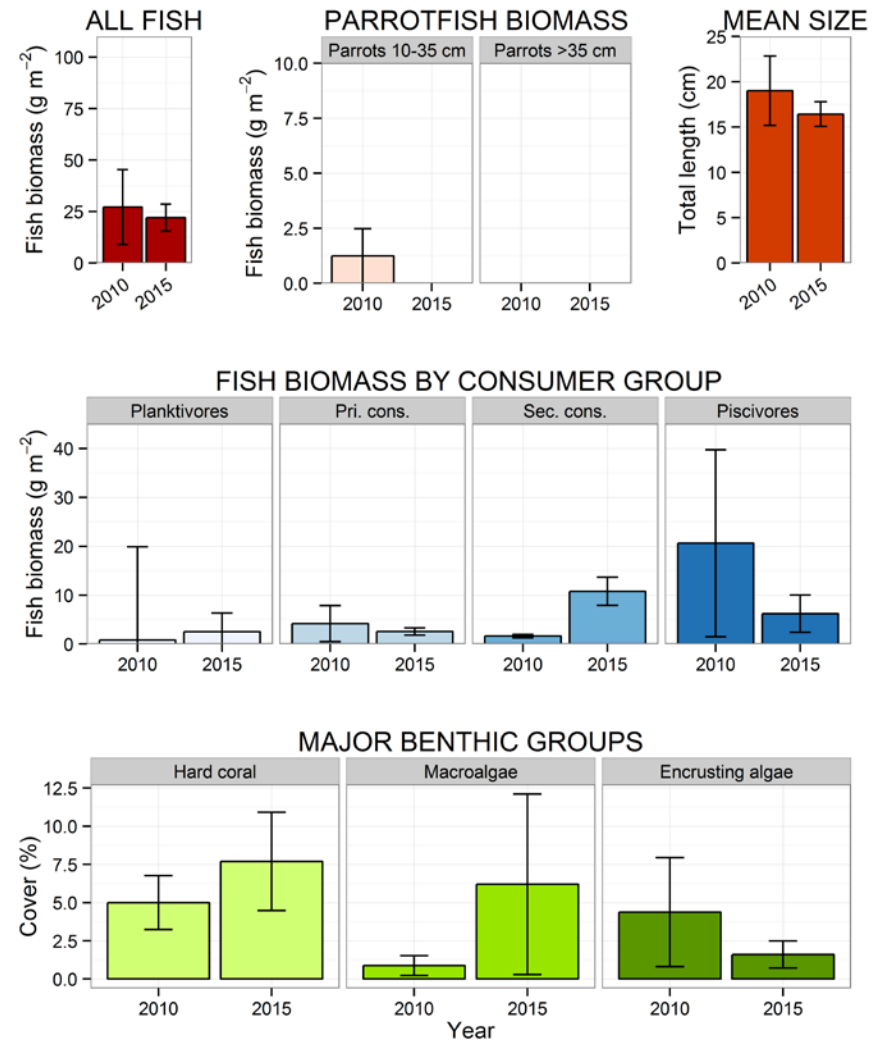 ALL FISH
Fish biomass (g m−2)
100
75
50
25
0
2010 2015
PARROTFISH BIOMASS
Parrots 10-35 cm Parrots >35 cm
Fish biomass (g m−2)
10.0
7.5
5.0
2.5
0.0
2010 2015 2010 2015
MEAN SIZE
Total length (cm)
25
20
15
10
5
0
2010 2015
FISH BIOMASS BY CONSUMER GROUP
Planktivores Pri. cons. Sec. cons. Piscivores
Fish biomass (g m−2)
40
30
20
10
0
2010 2015 2010 2015 2010 2015 2010 2015
MAJOR BENTHIC GROUPS
Hard coral Macroalgae Encrusting algae
Cover (%)
12.5
10.0
7.5
5.0
2.5
0.0
2010 2015 2010 2015 2010 2015
Year